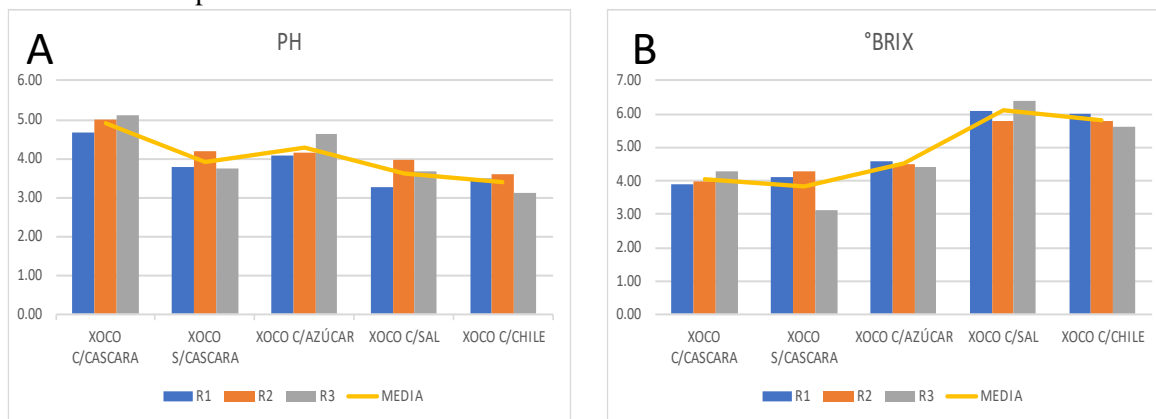 A
PH
6.00
5.00
4.00
3.00
2.00
1.00
0.00
XOCO C/CASCARA
XOCO S/CASCARA
XOCO C/AZÚCAR
XOCO C/SAL
XOCO C/CHILE
R1 R2 R3 MEDIA
B
°BRIX
7.00
6.00
5.00
4.00
3.00
2.00
1.00
0.00
XOCO C/CASCARA
XOCO S/CASCARA
XOCO C/AZÚCAR
XOCO C/SAL
XOCO C/CHILE
R1 R2 R3 MEDIA